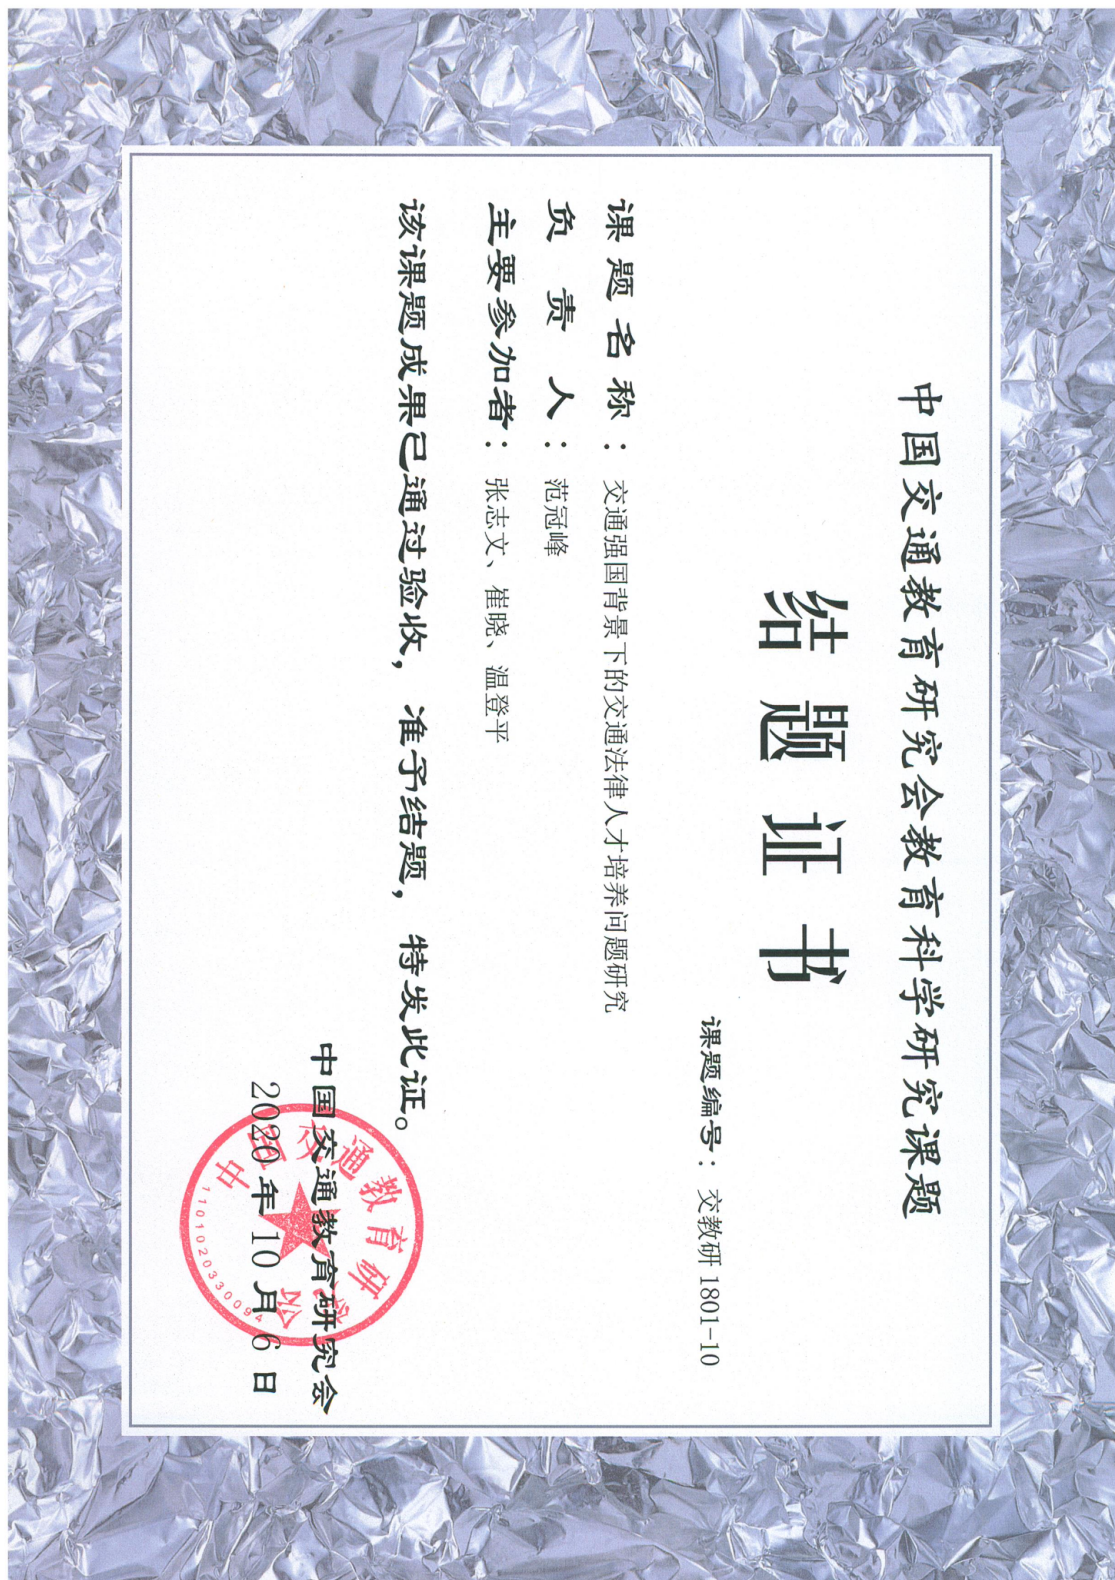 中国交通教育研究会教育科学研究课题
结题证书
课题编号：交教研 1801-10
课题名称：交通强国背景下的交通法律人才培养问题研究
负责人：范冠峰
主要参加者：张志文、崔晓、温登平
该课题成果已通过验收，准予结题，特发此证。
中国交通教育研究会
2020年10月6日
中国交通教育研究会
1101020330094